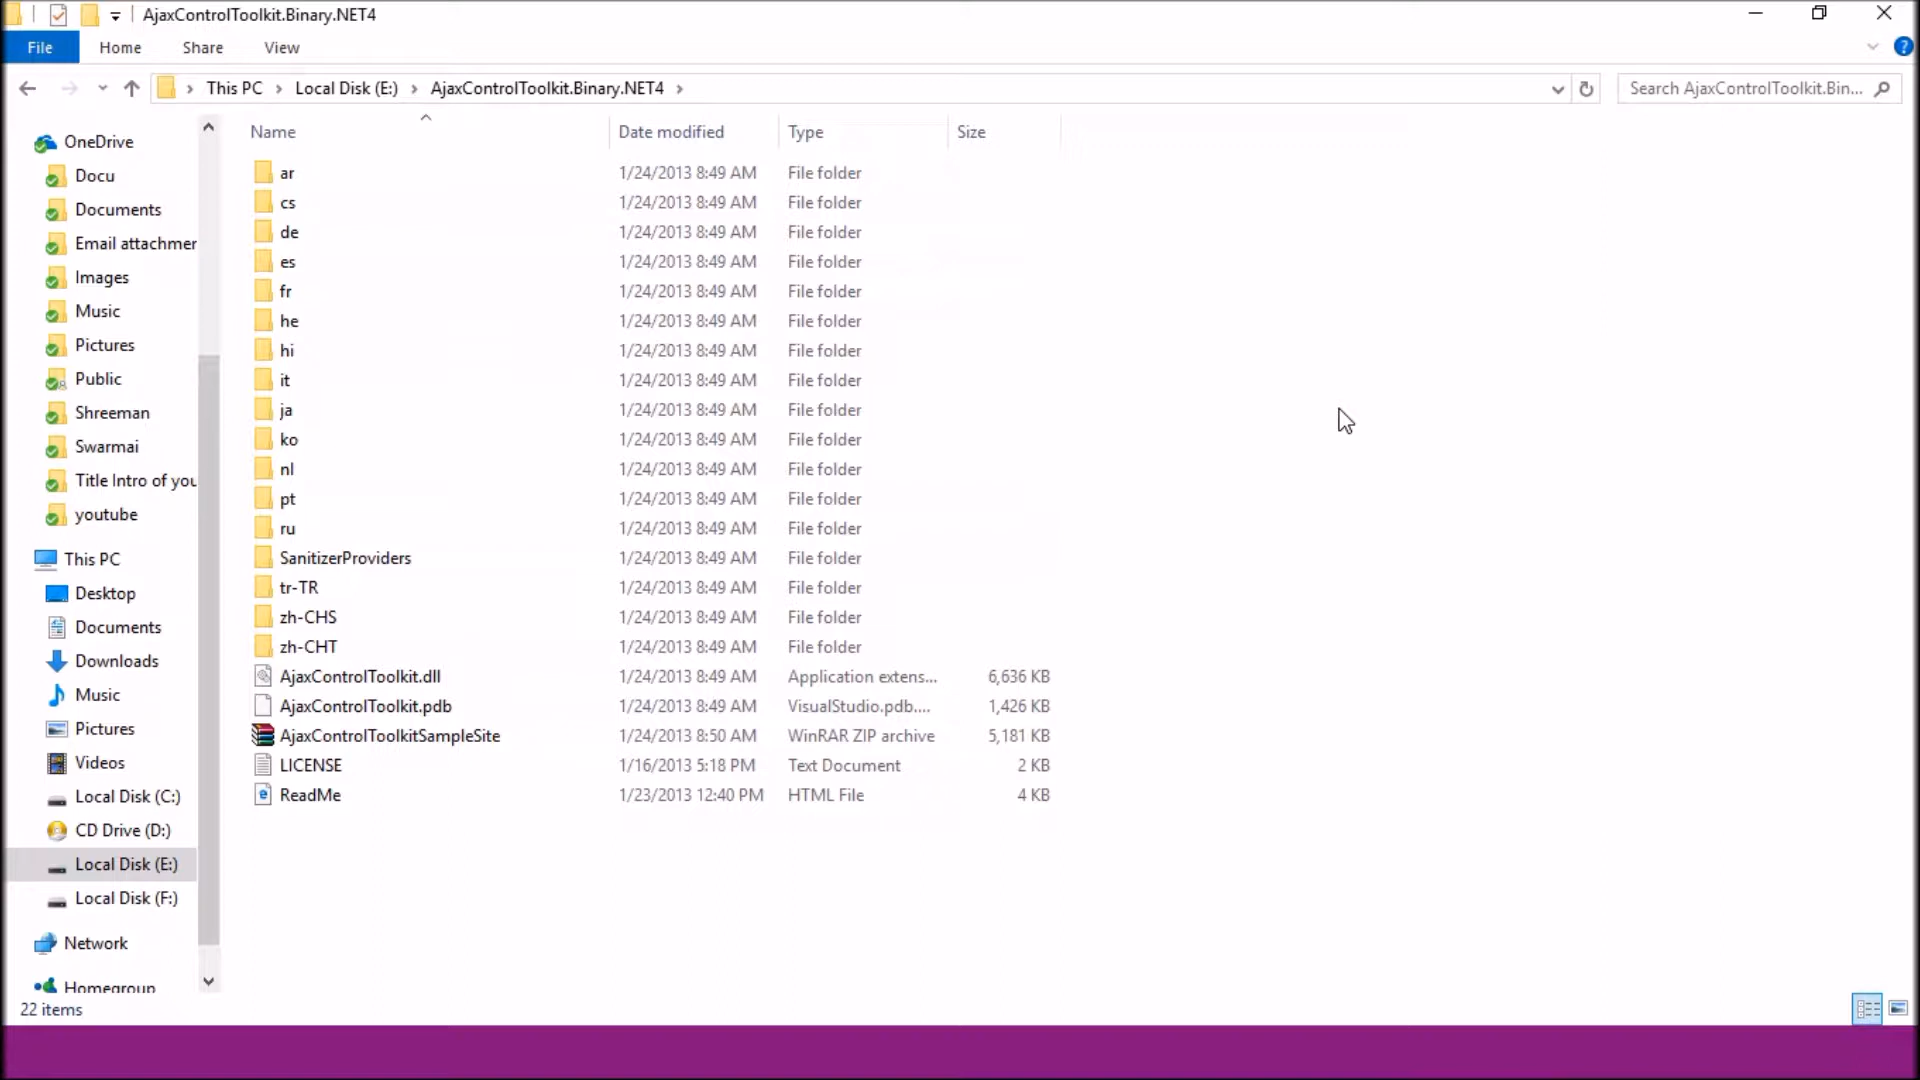 AjaxControlToolkit.Binary.NET4
File Home Share View
This PC Local Disk (E:) AjaxControlToolkit.Binary.NET4
Search AjaxControlToolkit.Bin...
OneDrive
Docu
Documents
Email attachmen
Images
Music
Pictures
Public
Shreeman
Swarmai
Title Intro of you
youtube
This PC
Desktop
Documents
Downloads
Music
Pictures
Videos
Local Disk (C:)
CD Drive (D:)
Local Disk (E:)
Local Disk (F:)
Network
Homegroup
Name Date modified Type Size
ar 1/24/2013 8:49 AM File folder
cs 1/24/2013 8:49 AM File folder
de 1/24/2013 8:49 AM File folder
es 1/24/2013 8:49 AM File folder
fr 1/24/2013 8:49 AM File folder
he 1/24/2013 8:49 AM File folder
hi 1/24/2013 8:49 AM File folder
it 1/24/2013 8:49 AM File folder
ja 1/24/2013 8:49 AM File folder
ko 1/24/2013 8:49 AM File folder
nl 1/24/2013 8:49 AM File folder
pt 1/24/2013 8:49 AM File folder
ru 1/24/2013 8:49 AM File folder
SanitizerProviders 1/24/2013 8:49 AM File folder
tr-TR 1/24/2013 8:49 AM File folder
zh-CHS 1/24/2013 8:49 AM File folder
zh-CHT 1/24/2013 8:49 AM File folder
AjaxControlToolkit.dll 1/24/2013 8:49 AM Application extens... 6,636 KB
AjaxControlToolkit.pdb 1/24/2013 8:49 AM VisualStudio.pdb.... 1,426 KB
AjaxControlToolkitSampleSite 1/24/2013 8:50 AM WinRAR ZIP archive 5,181 KB
LICENSE 1/16/2013 5:18 PM Text Document 2 KB
ReadMe 1/23/2013 12:40 PM HTML File 4 KB
22 items